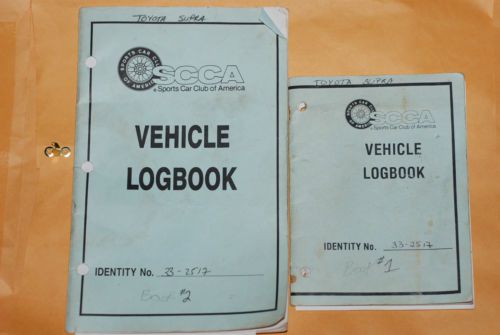 TOYOTA SUPRA
SPORTS CAR CLUB OF AMERICA
SCCA
Sports Car Club of America
VEHICLE
LOGBOOK
IDENTITY No. 33-2517
Book #2
TOYOTA SUPRA
SCCA
Sports Car Club of America
VEHICLE
LOGBOOK
IDENTITY No. 33-2517
Book #1